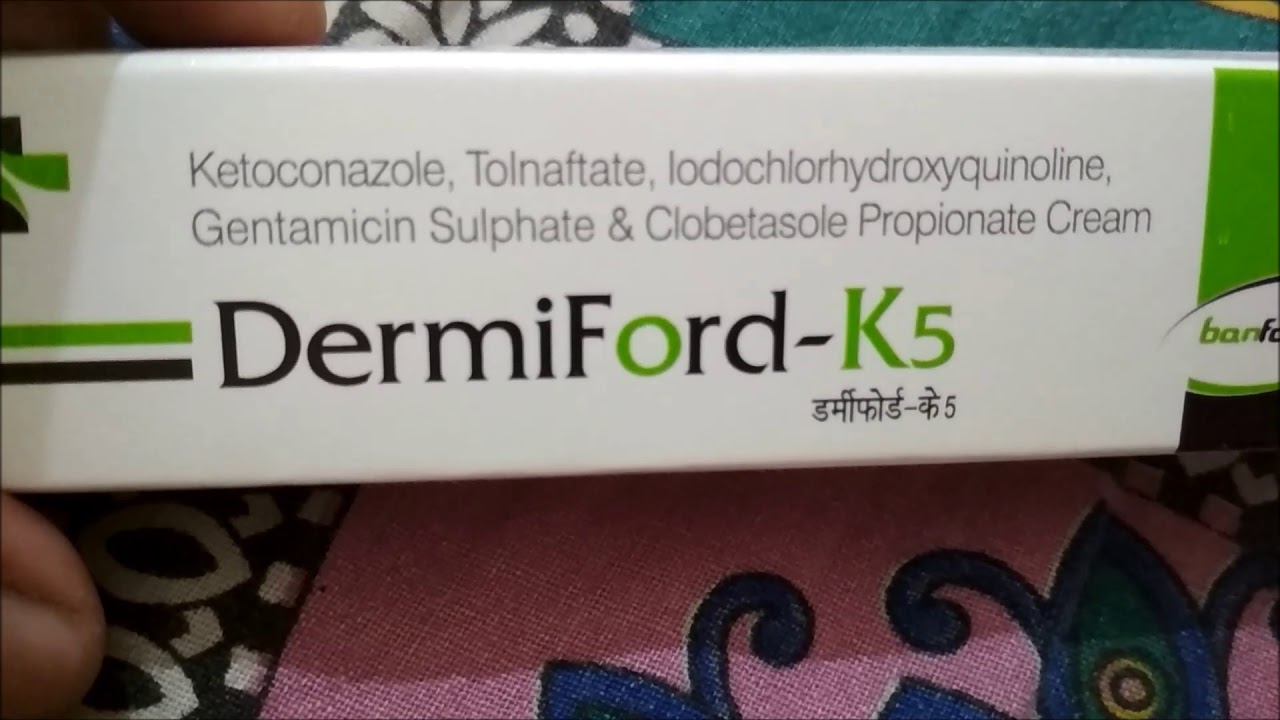 Ketoconazole, Tolnaftate, Iodochlorhydroxyquinoline,
Gentamicin Sulphate & Clobetasole Propionate Cream
DermiFord-K5
डर्मीफोर्ड-के 5